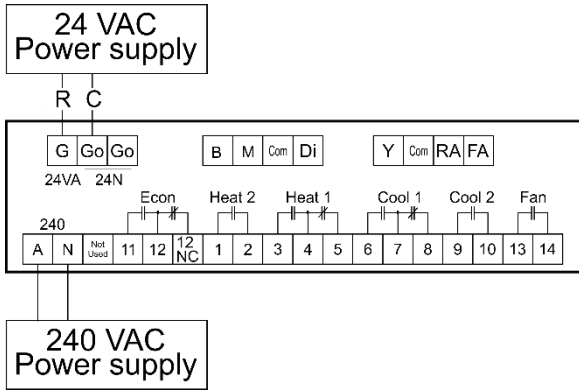 24 VAC
Power supply
R C
G Go Go B M Com Di Y Com RA FA
24VA 24N
Econ Heat 2 Heat 1 Cool 1 Cool 2 Fan
240
A N Not Used 11 12 12 NC 1 2 3 4 5 6 7 8 9 10 13 14
240 VAC
Power supply